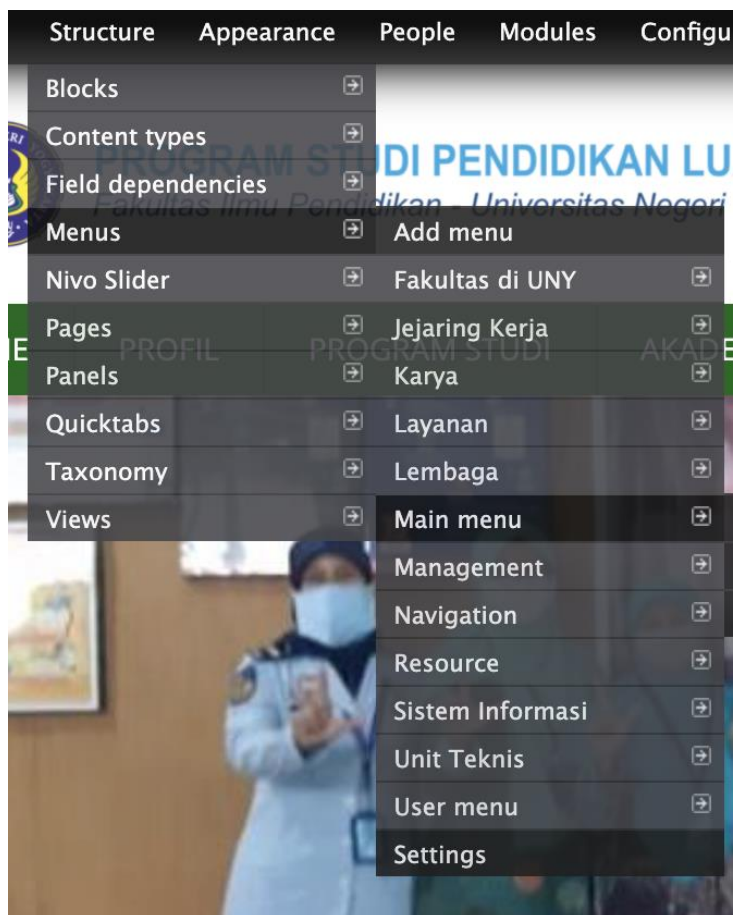 Structure Appearance People Modules Configu
Blocks
Content types
PROGRAM STUDI PENDIDIKAN LU
Field dependencies
Fakultas Ilmu Pendidikan - Universitas Negeri
Menus
Add menu
Nivo Slider
Fakultas di UNY
Pages
Jejaring Kerja
PROFIL PROGRAM STUDI AKADE
Panels
Karya
Quicktabs
Layanan
Taxonomy
Lembaga
Views
Main menu
Management
Navigation
Resource
Sistem Informasi
Unit Teknis
User menu
Settings